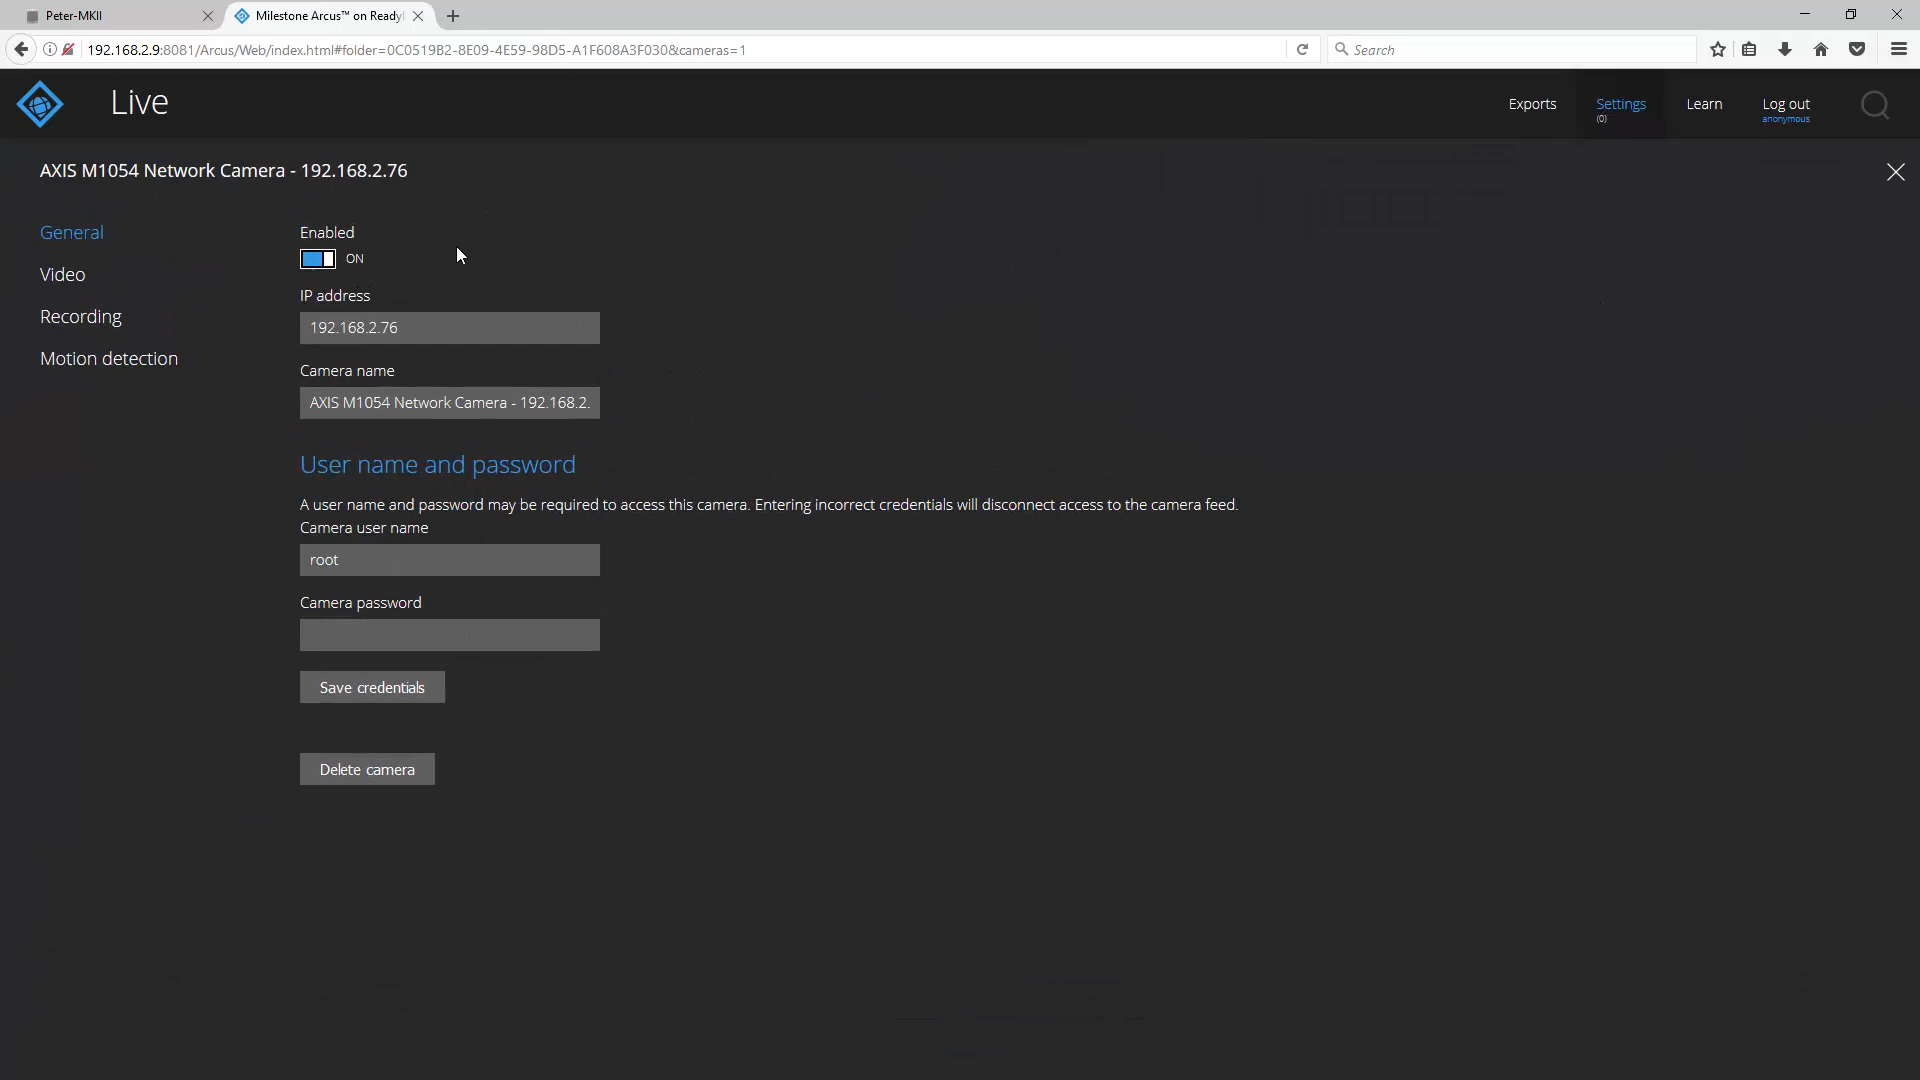 Peter-MKII
Milestone Arcus™ on Ready
192.168.2.9:8081/Arcus/Web/index.html#folder=0C0519B2-8E09-4E59-98D5-A1F608A3F030&cameras=1
Search
Live
Exports
Settings
(0)
Learn
Log out
anonymous
AXIS M1054 Network Camera - 192.168.2.76
General
Video
Recording
Motion detection
Enabled
ON
IP address
192.168.2.76
Camera name
AXIS M1054 Network Camera - 192.168.2.
User name and password
A user name and password may be required to access this camera. Entering incorrect credentials will disconnect access to the camera feed.
Camera user name
root
Camera password
Save credentials
Delete camera